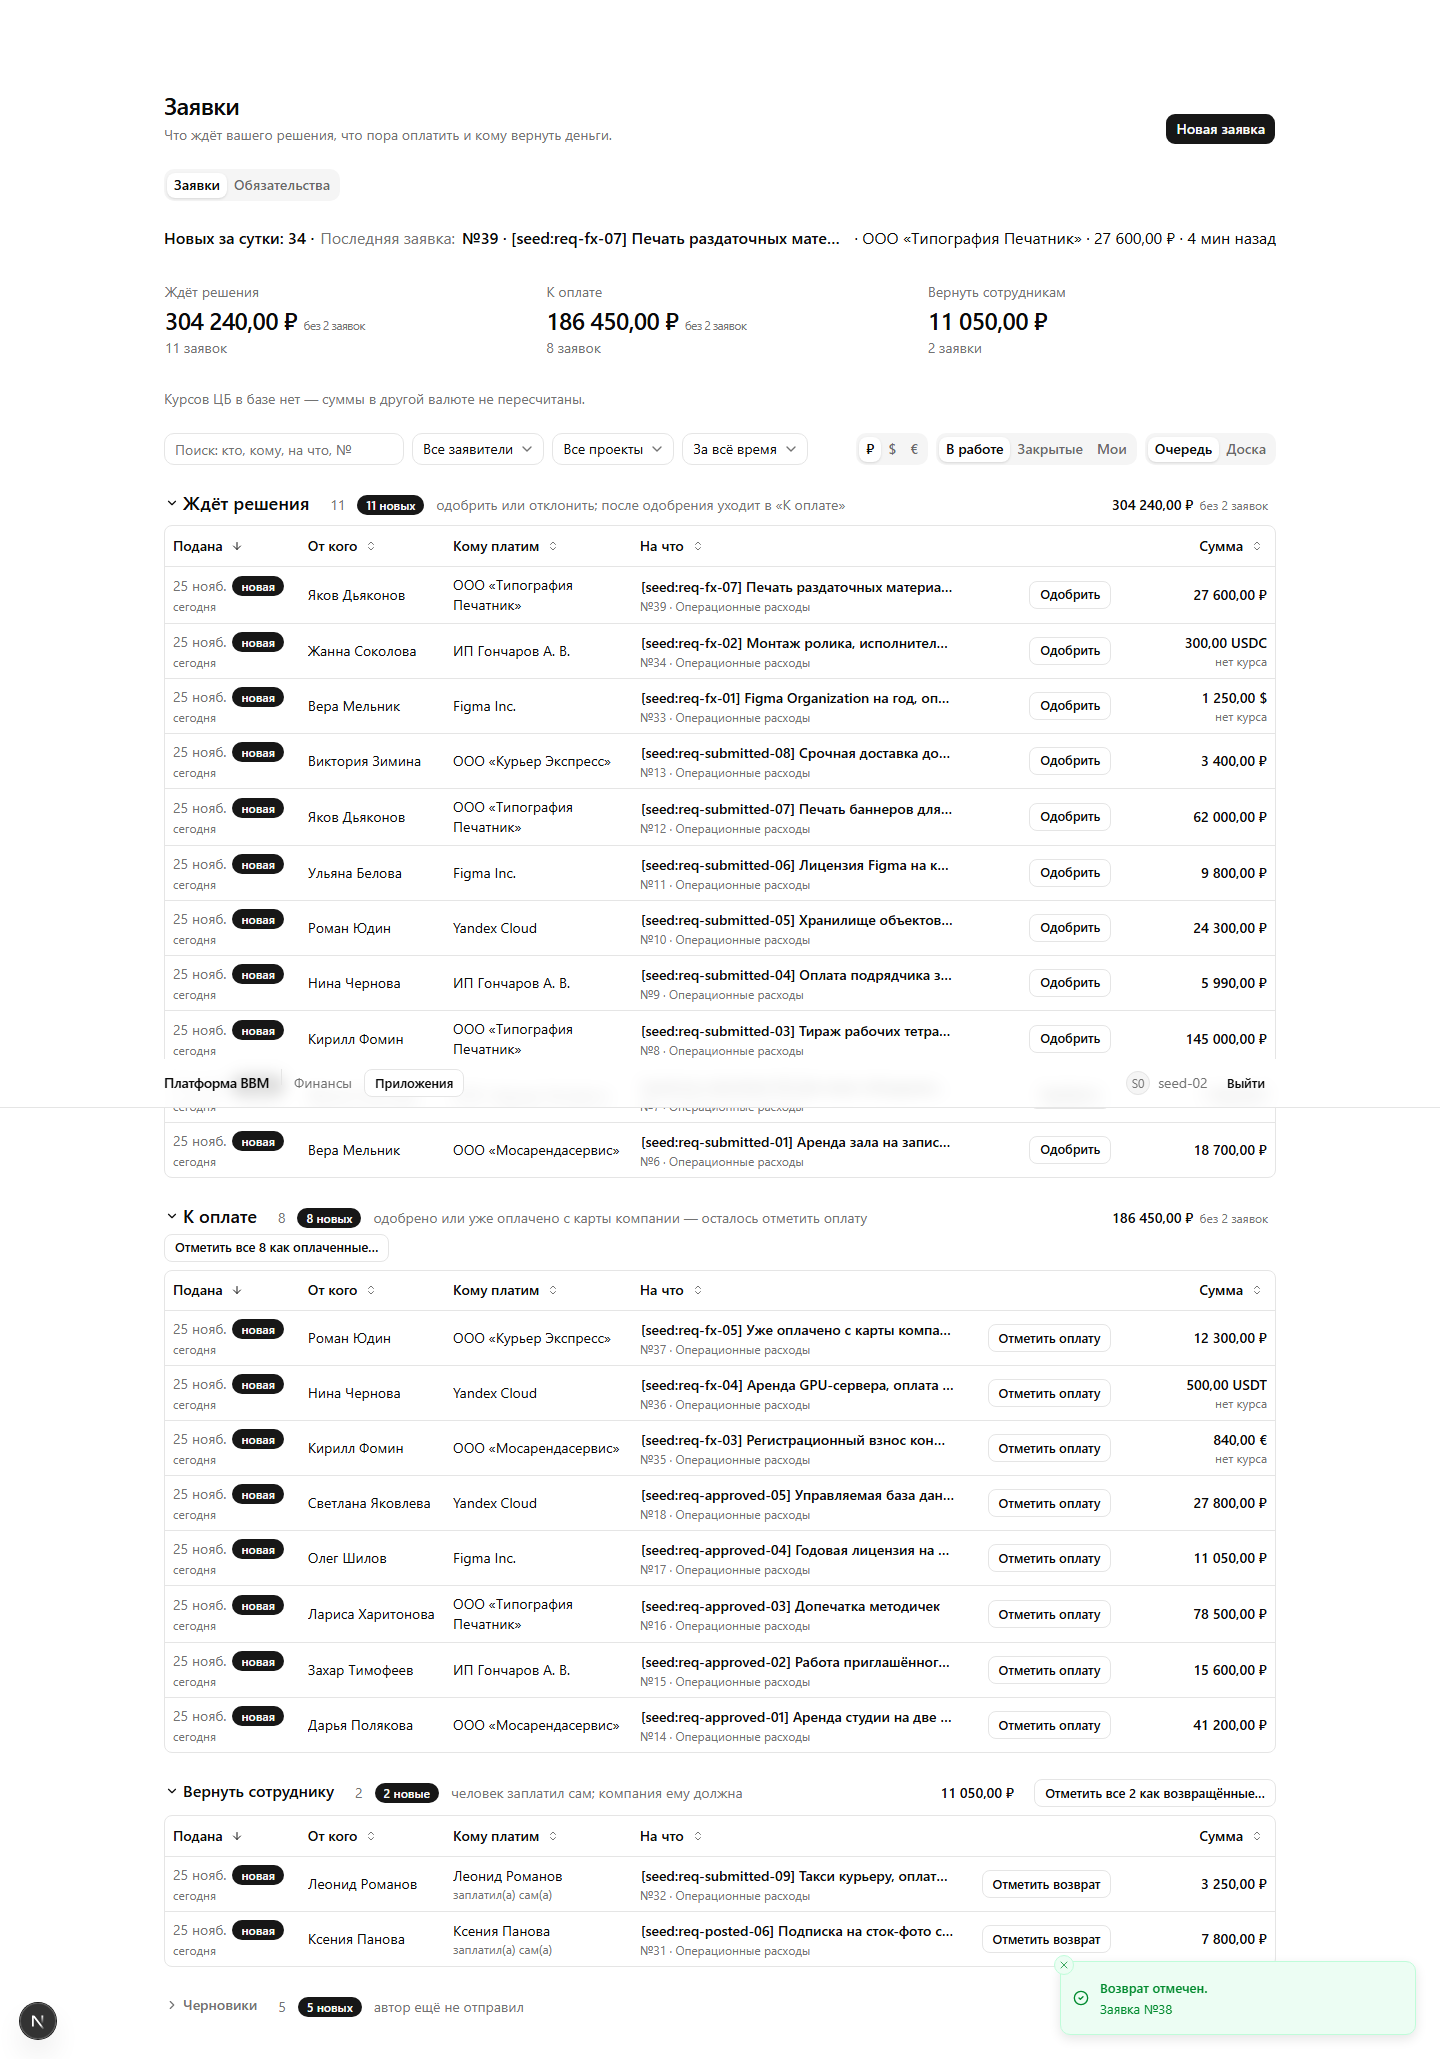 Заявки
Что ждёт вашего решения, что пора оплатить и кому вернуть деньги.
Новая заявка
Заявки Обязательства
Новых за сутки: 34 · Последняя заявка: №39 · [seed:req-fx-07] Печать раздаточных мате... · ООО «Типография Печатник» · 27 600,00 ₽ · 4 мин назад
Ждёт решения
304 240,00 ₽ без 2 заявок
11 заявок
К оплате
186 450,00 ₽ без 2 заявок
8 заявок
Вернуть сотрудникам
11 050,00 ₽
2 заявки
Курсов ЦБ в базе нет — суммы в другой валюте не пересчитаны.
Поиск: кто, кому, на что, № Все заявители Все проекты За всё время ₽ $ € В работе Закрытые Мои Очередь Доска
Ждёт решения 11 11 новых одобрить или отклонить; после одобрения уходит в «К оплате» 304 240,00 ₽ без 2 заявок
Подана От кого Кому платим На что Сумма
25 нояб. новая
сегодня
Яков Дьяконов
ООО «Типография
Печатник»
[seed:req-fx-07] Печать раздаточных материа...
№39 · Операционные расходы
Одобрить
27 600,00 ₽
25 нояб. новая
сегодня
Жанна Соколова
ИП Гончаров А. В.
[seed:req-fx-02] Монтаж ролика, исполнител...
№34 · Операционные расходы
Одобрить
300,00 USDC
нет курса
25 нояб. новая
сегодня
Вера Мельник
Figma Inc.
[seed:req-fx-01] Figma Organization на год, оп...
№33 · Операционные расходы
Одобрить
1 250,00 $
нет курса
25 нояб. новая
сегодня
Виктория Зимина
ООО «Курьер Экспресс»
[seed:req-submitted-08] Срочная доставка до...
№13 · Операционные расходы
Одобрить
3 400,00 ₽
25 нояб. новая
сегодня
Яков Дьяконов
ООО «Типография
Печатник»
[seed:req-submitted-07] Печать баннеров для...
№12 · Операционные расходы
Одобрить
62 000,00 ₽
25 нояб. новая
сегодня
Ульяна Белова
Figma Inc.
[seed:req-submitted-06] Лицензия Figma на к...
№11 · Операционные расходы
Одобрить
9 800,00 ₽
25 нояб. новая
сегодня
Роман Юдин
Yandex Cloud
[seed:req-submitted-05] Хранилище объектов...
№10 · Операционные расходы
Одобрить
24 300,00 ₽
25 нояб. новая
сегодня
Нина Чернова
ИП Гончаров А. В.
[seed:req-submitted-04] Оплата подрядчика з...
№9 · Операционные расходы
Одобрить
5 990,00 ₽
25 нояб. новая
сегодня
Кирилл Фомин
ООО «Типография
Печатник»
[seed:req-submitted-03] Тираж рабочих тетра...
№8 · Операционные расходы
Одобрить
145 000,00 ₽
Платформа ВВМ Финансы Приложения S0 seed-02 Выйти
сегодня
№7 · Операционные расходы
25 нояб. новая
сегодня
Вера Мельник
ООО «Мосарендасервис»
[seed:req-submitted-01] Аренда зала на запис...
№6 · Операционные расходы
Одобрить
18 700,00 ₽
К оплате 8 8 новых одобрено или уже оплачено с карты компании — осталось отметить оплату 186 450,00 ₽ без 2 заявок
Отметить все 8 как оплаченные...
Подана От кого Кому платим На что Сумма
25 нояб. новая
сегодня
Роман Юдин
ООО «Курьер Экспресс»
[seed:req-fx-05] Уже оплачено с карты компа...
№37 · Операционные расходы
Отметить оплату
12 300,00 ₽
25 нояб. новая
сегодня
Нина Чернова
Yandex Cloud
[seed:req-fx-04] Аренда GPU-сервера, оплата ...
№36 · Операционные расходы
Отметить оплату
500,00 USDT
нет курса
25 нояб. новая
сегодня
Кирилл Фомин
ООО «Мосарендасервис»
[seed:req-fx-03] Регистрационный взнос кон...
№35 · Операционные расходы
Отметить оплату
840,00 €
нет курса
25 нояб. новая
сегодня
Светлана Яковлева
Yandex Cloud
[seed:req-approved-05] Управляемая база дан...
№18 · Операционные расходы
Отметить оплату
27 800,00 ₽
25 нояб. новая
сегодня
Олег Шилов
Figma Inc.
[seed:req-approved-04] Годовая лицензия на ...
№17 · Операционные расходы
Отметить оплату
11 050,00 ₽
25 нояб. новая
сегодня
Лариса Харитонова
ООО «Типография
Печатник»
[seed:req-approved-03] Допечатка методичек
№16 · Операционные расходы
Отметить оплату
78 500,00 ₽
25 нояб. новая
сегодня
Захар Тимофеев
ИП Гончаров А. В.
[seed:req-approved-02] Работа приглашённог...
№15 · Операционные расходы
Отметить оплату
15 600,00 ₽
25 нояб. новая
сегодня
Дарья Полякова
ООО «Мосарендасервис»
[seed:req-approved-01] Аренда студии на две ...
№14 · Операционные расходы
Отметить оплату
41 200,00 ₽
Вернуть сотруднику 2 2 новые человек заплатил сам; компания ему должна 11 050,00 ₽ Отметить все 2 как возвращённые...
Подана От кого Кому платим На что Сумма
25 нояб. новая
сегодня
Леонид Романов
Леонид Романов
заплатил(а) сам(а)
[seed:req-submitted-09] Такси курьеру, оплат...
№32 · Операционные расходы
Отметить возврат
3 250,00 ₽
25 нояб. новая
сегодня
Ксения Панова
Ксения Панова
заплатил(а) сам(а)
[seed:req-posted-06] Подписка на сток-фото с...
№31 · Операционные расходы
Отметить возврат
7 800,00 ₽
Черновики 5 5 новых автор ещё не отправил
Возврат отмечен.
Заявка №38